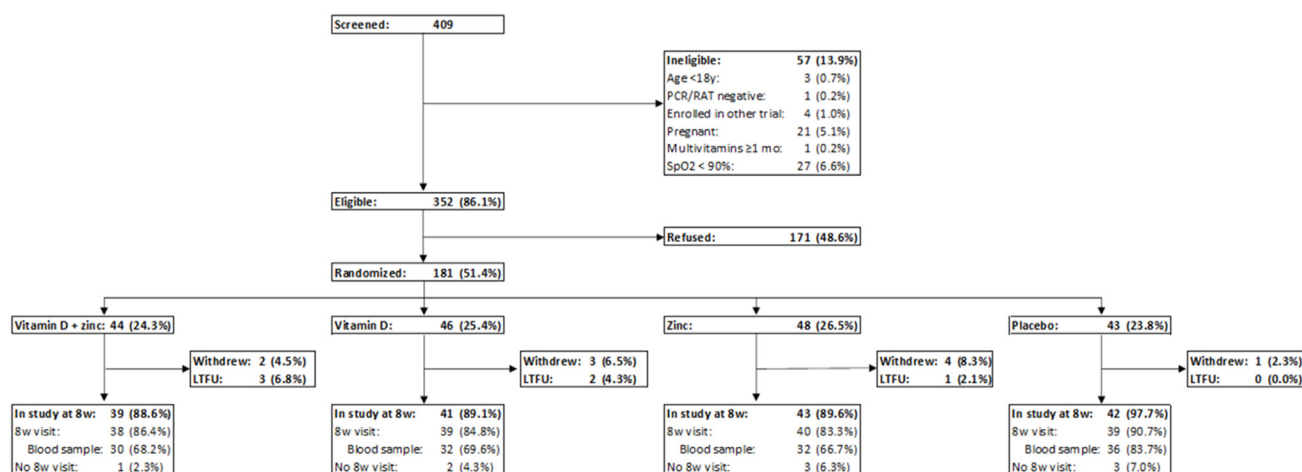 Screened: 409
Ineligible: 57 (13.9%)
Age <18y: 3 (0.7%)
PCR/RAT negative: 1 (0.2%)
Enrolled in other trial: 4 (1.0%)
Pregnant: 21 (5.1%)
Multivitamins ≥1 mo: 1 (0.2%)
SpO2 < 90%: 27 (6.6%)
Eligible: 352 (86.1%)
Refused: 171 (48.6%)
Randomized: 181 (51.4%)
Vitamin D + zinc: 44 (24.3%)
Withdrew: 2 (4.5%)
LTFU: 3 (6.8%)
In study at 8w: 39 (88.6%)
8w visit: 38 (86.4%)
Blood sample: 30 (68.2%)
No 8w visit: 1 (2.3%)
Vitamin D: 46 (25.4%)
Withdrew: 3 (6.5%)
LTFU: 2 (4.3%)
In study at 8w: 41 (89.1%)
8w visit: 39 (84.8%)
Blood sample: 32 (69.6%)
No 8w visit: 2 (4.3%)
Zinc: 48 (26.5%)
Withdrew: 4 (8.3%)
LTFU: 1 (2.1%)
In study at 8w: 43 (89.6%)
8w visit: 40 (83.3%)
Blood sample: 32 (66.7%)
No 8w visit: 3 (6.3%)
Placebo: 43 (23.8%)
Withdrew: 1 (2.3%)
LTFU: 0 (0.0%)
In study at 8w: 42 (97.7%)
8w visit: 39 (90.7%)
Blood sample: 36 (83.7%)
No 8w visit: 3 (7.0%)